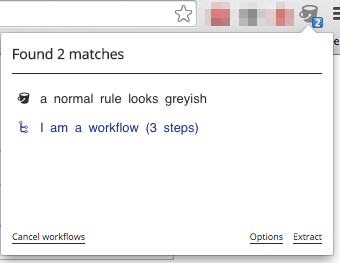 2
e
Found 2 matches
a normal rule looks greyish
I am a workflow (3 steps)
Cancel workflows Options Extract